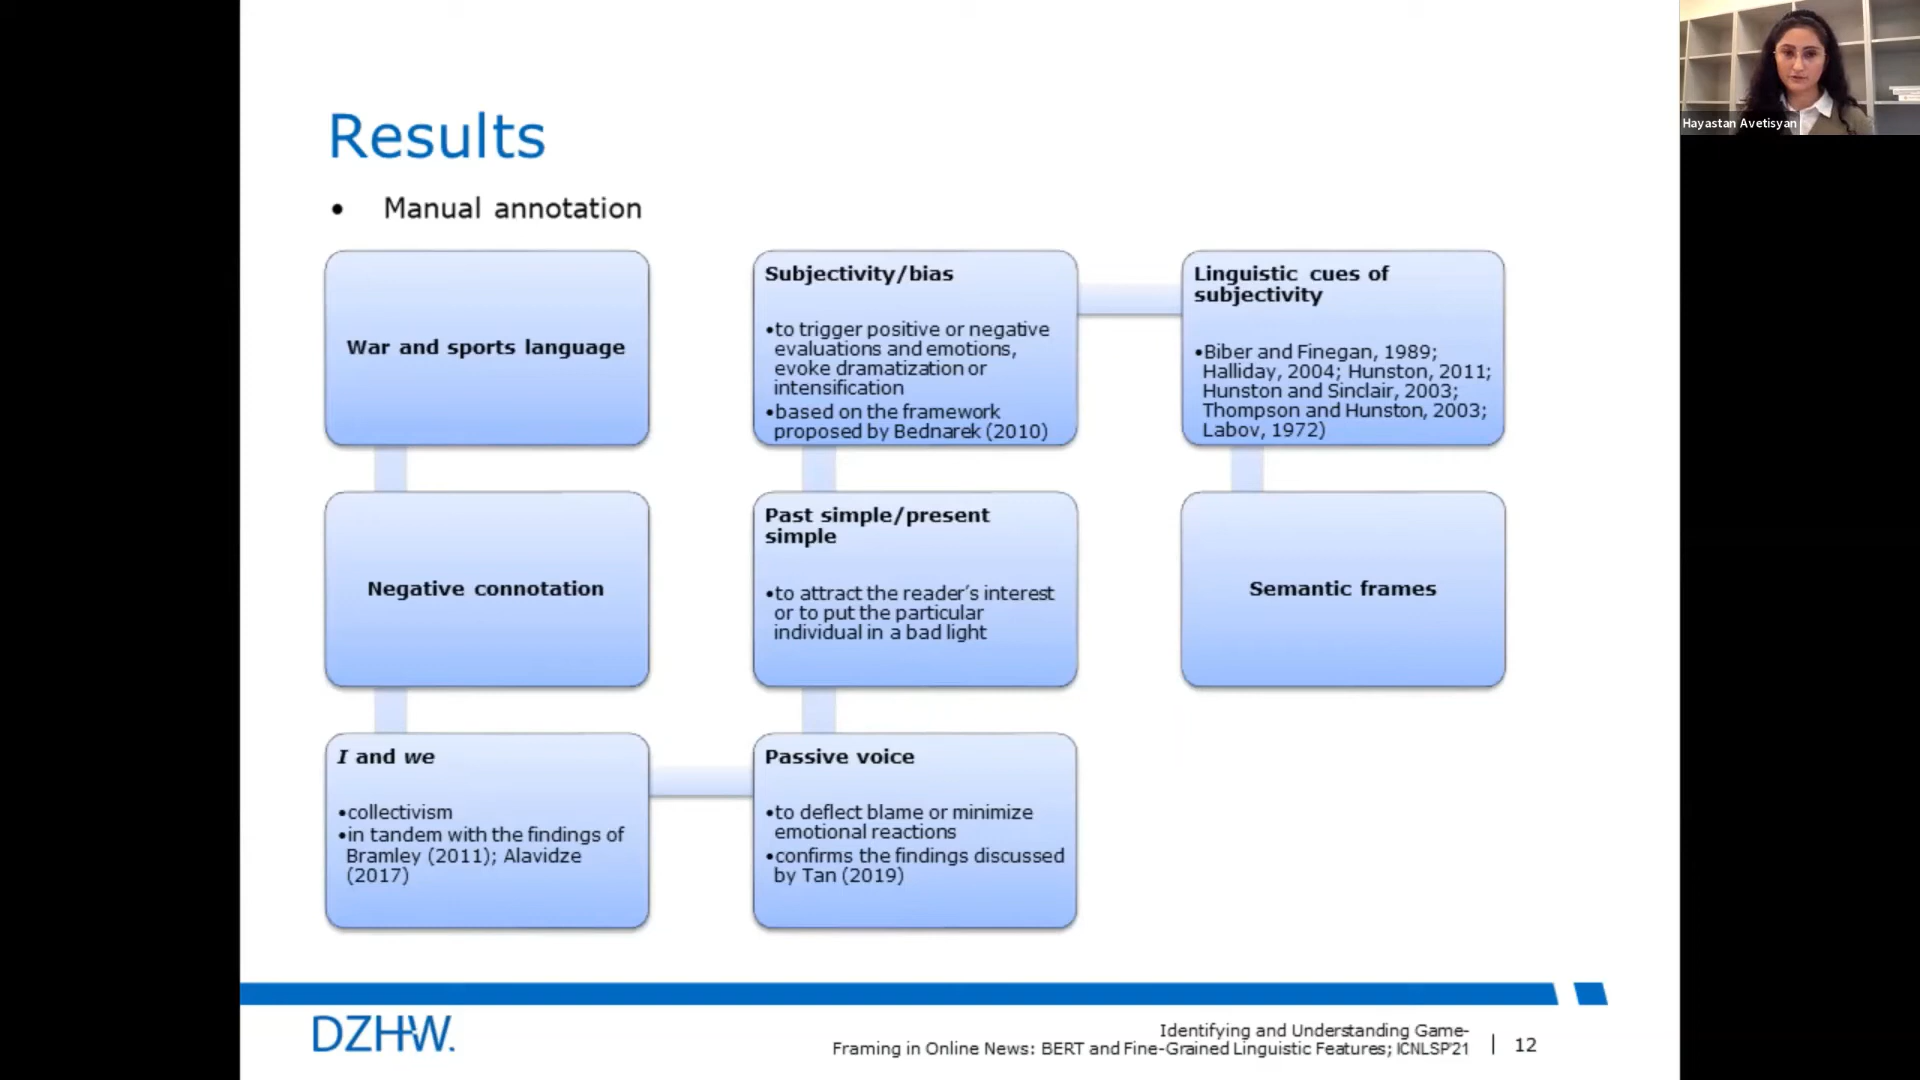 Results
• Manual annotation
War and sports language
Negative connotation
I and we
•collectivism
•in tandem with the findings of
Bramley (2011); Alavidze
(2017)
Passive voice
•to deflect blame or minimize
emotional reactions
•confirms the findings discussed
by Tan (2019)
Past simple/present
simple
•to attract the reader´s interest
or to put the particular
individual in a bad light
Subjectivity/bias
•to trigger positive or negative
evaluations and emotions,
evoke dramatization or
intensification
•based on the framework
proposed by Bednarek (2010)
Linguistic cues of
subjectivity
•Biber and Finegan, 1989;
Halliday, 2004; Hunston, 2011;
Hunston and Sinclair, 2003;
Thompson and Hunston, 2003;
Labov, 1972)
Semantic frames
DZHW.
Identifying and Understanding Game-
Framing in Online News: BERT and Fine-Grained Linguistic Features; ICNLSP'21
| 12
Hayastan Avetisyan